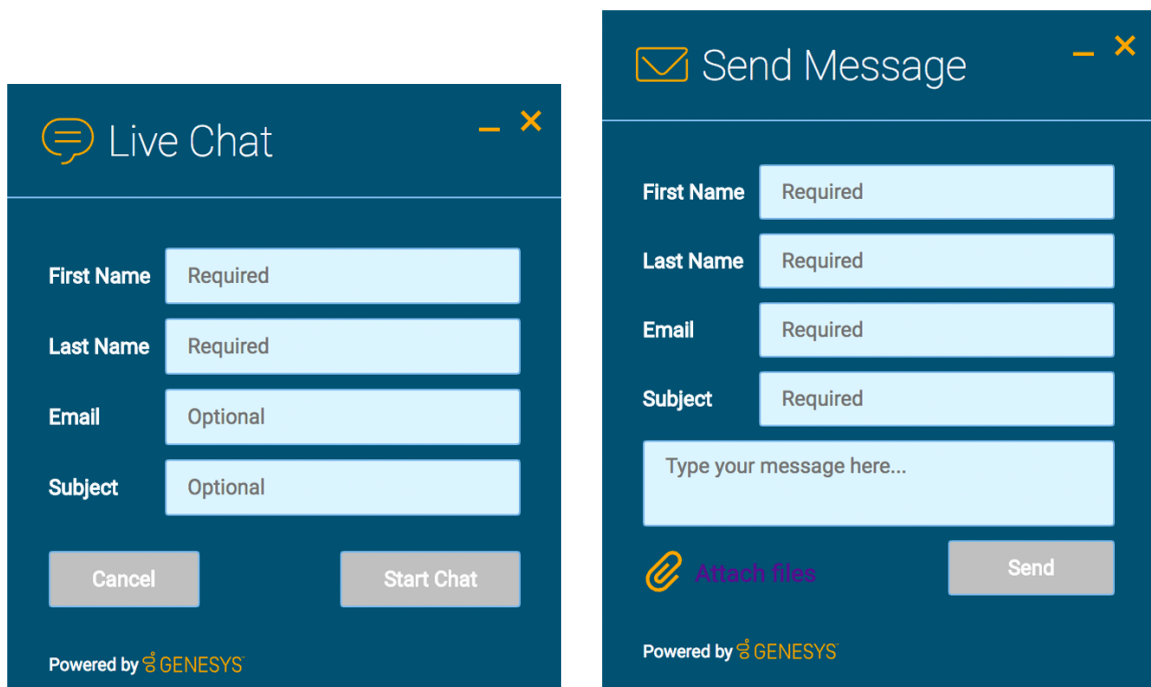 Live Chat
First Name Required
Last Name Required
Email Optional
Subject Optional
Cancel Start Chat
Powered by GENESYS
Send Message
First Name Required
Last Name Required
Email Required
Subject Required
Type your message here...
Attach files Send
Powered by GENESYS